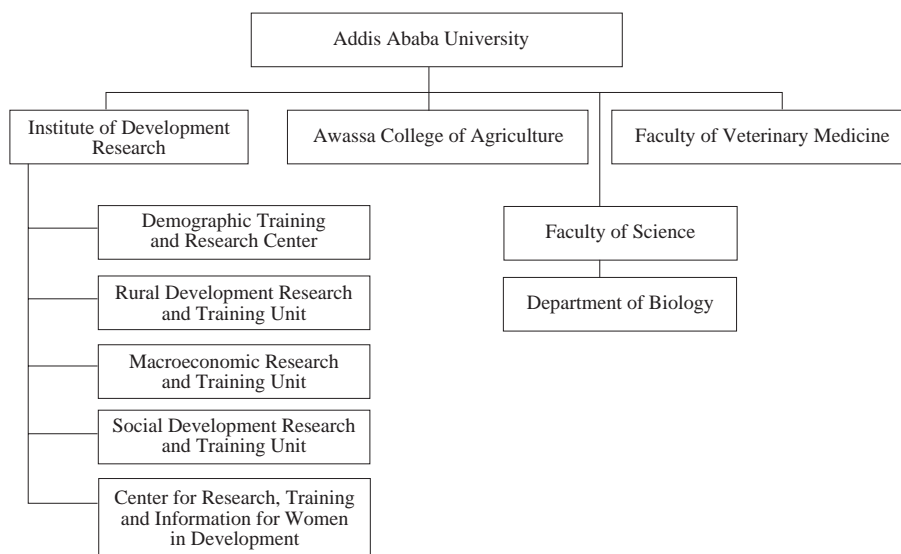 Addis Ababa University
Institute of Development
Research
Awassa College of Agriculture
Faculty of Veterinary Medicine
Demographic Training
and Research Center
Rural Development Research
and Training Unit
Macroeconomic Research
and Training Unit
Social Development Research
and Training Unit
Center for Research, Training
and Information for Women
in Development
Faculty of Science
Department of Biology